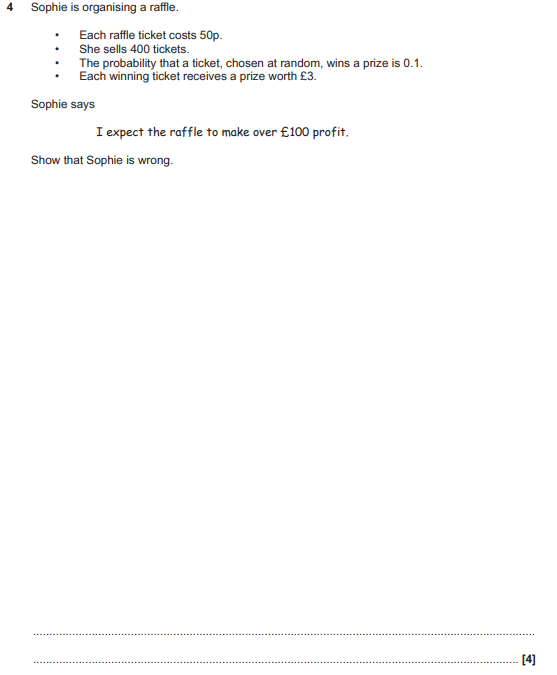 4 Sophie is organising a raffle.
• Each raffle ticket costs 50p.
• She sells 400 tickets.
• The probability that a ticket, chosen at random, wins a prize is 0.1.
• Each winning ticket receives a prize worth £3.
Sophie says
I expect the raffle to make over £100 profit.
Show that Sophie is wrong.
[4]